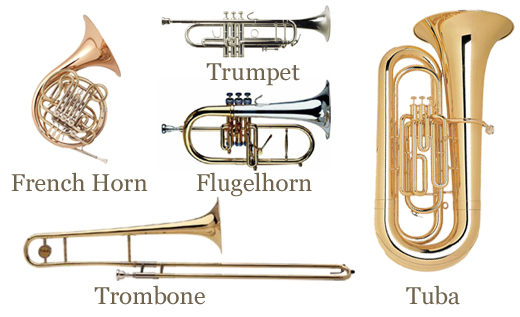 Trumpet
French Horn
Flugelhorn
Trombone
Tuba